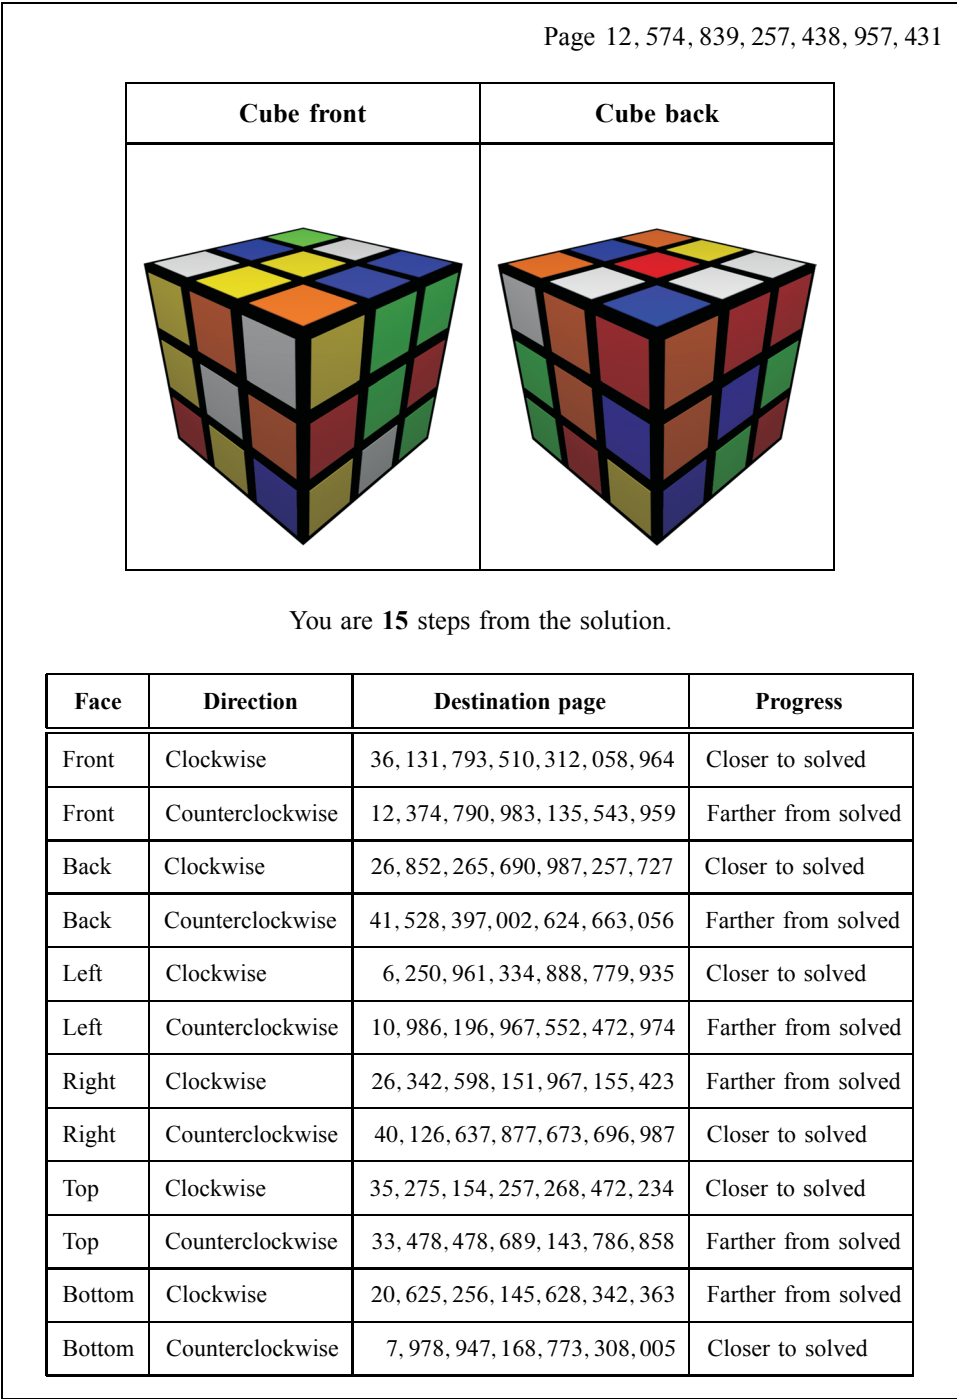 Page 12, 574, 839, 257, 438, 957, 431
Cube front Cube back
You are 15 steps from the solution.
Face Direction Destination page Progress
Front Clockwise 36, 131, 793, 510, 312, 058, 964 Closer to solved
Front Counterclockwise 12, 374, 790, 983, 135, 543, 959 Farther from solved
Back Clockwise 26, 852, 265, 690, 987, 257, 727 Closer to solved
Back Counterclockwise 41, 528, 397, 002, 624, 663, 056 Farther from solved
Left Clockwise 6, 250, 961, 334, 888, 779, 935 Closer to solved
Left Counterclockwise 10, 986, 196, 967, 552, 472, 974 Farther from solved
Right Clockwise 26, 342, 598, 151, 967, 155, 423 Farther from solved
Right Counterclockwise 40, 126, 637, 877, 673, 696, 987 Closer to solved
Top Clockwise 35, 275, 154, 257, 268, 472, 234 Closer to solved
Top Counterclockwise 33, 478, 478, 689, 143, 786, 858 Farther from solved
Bottom Clockwise 20, 625, 256, 145, 628, 342, 363 Farther from solved
Bottom Counterclockwise 7, 978, 947, 168, 773, 308, 005 Closer to solved